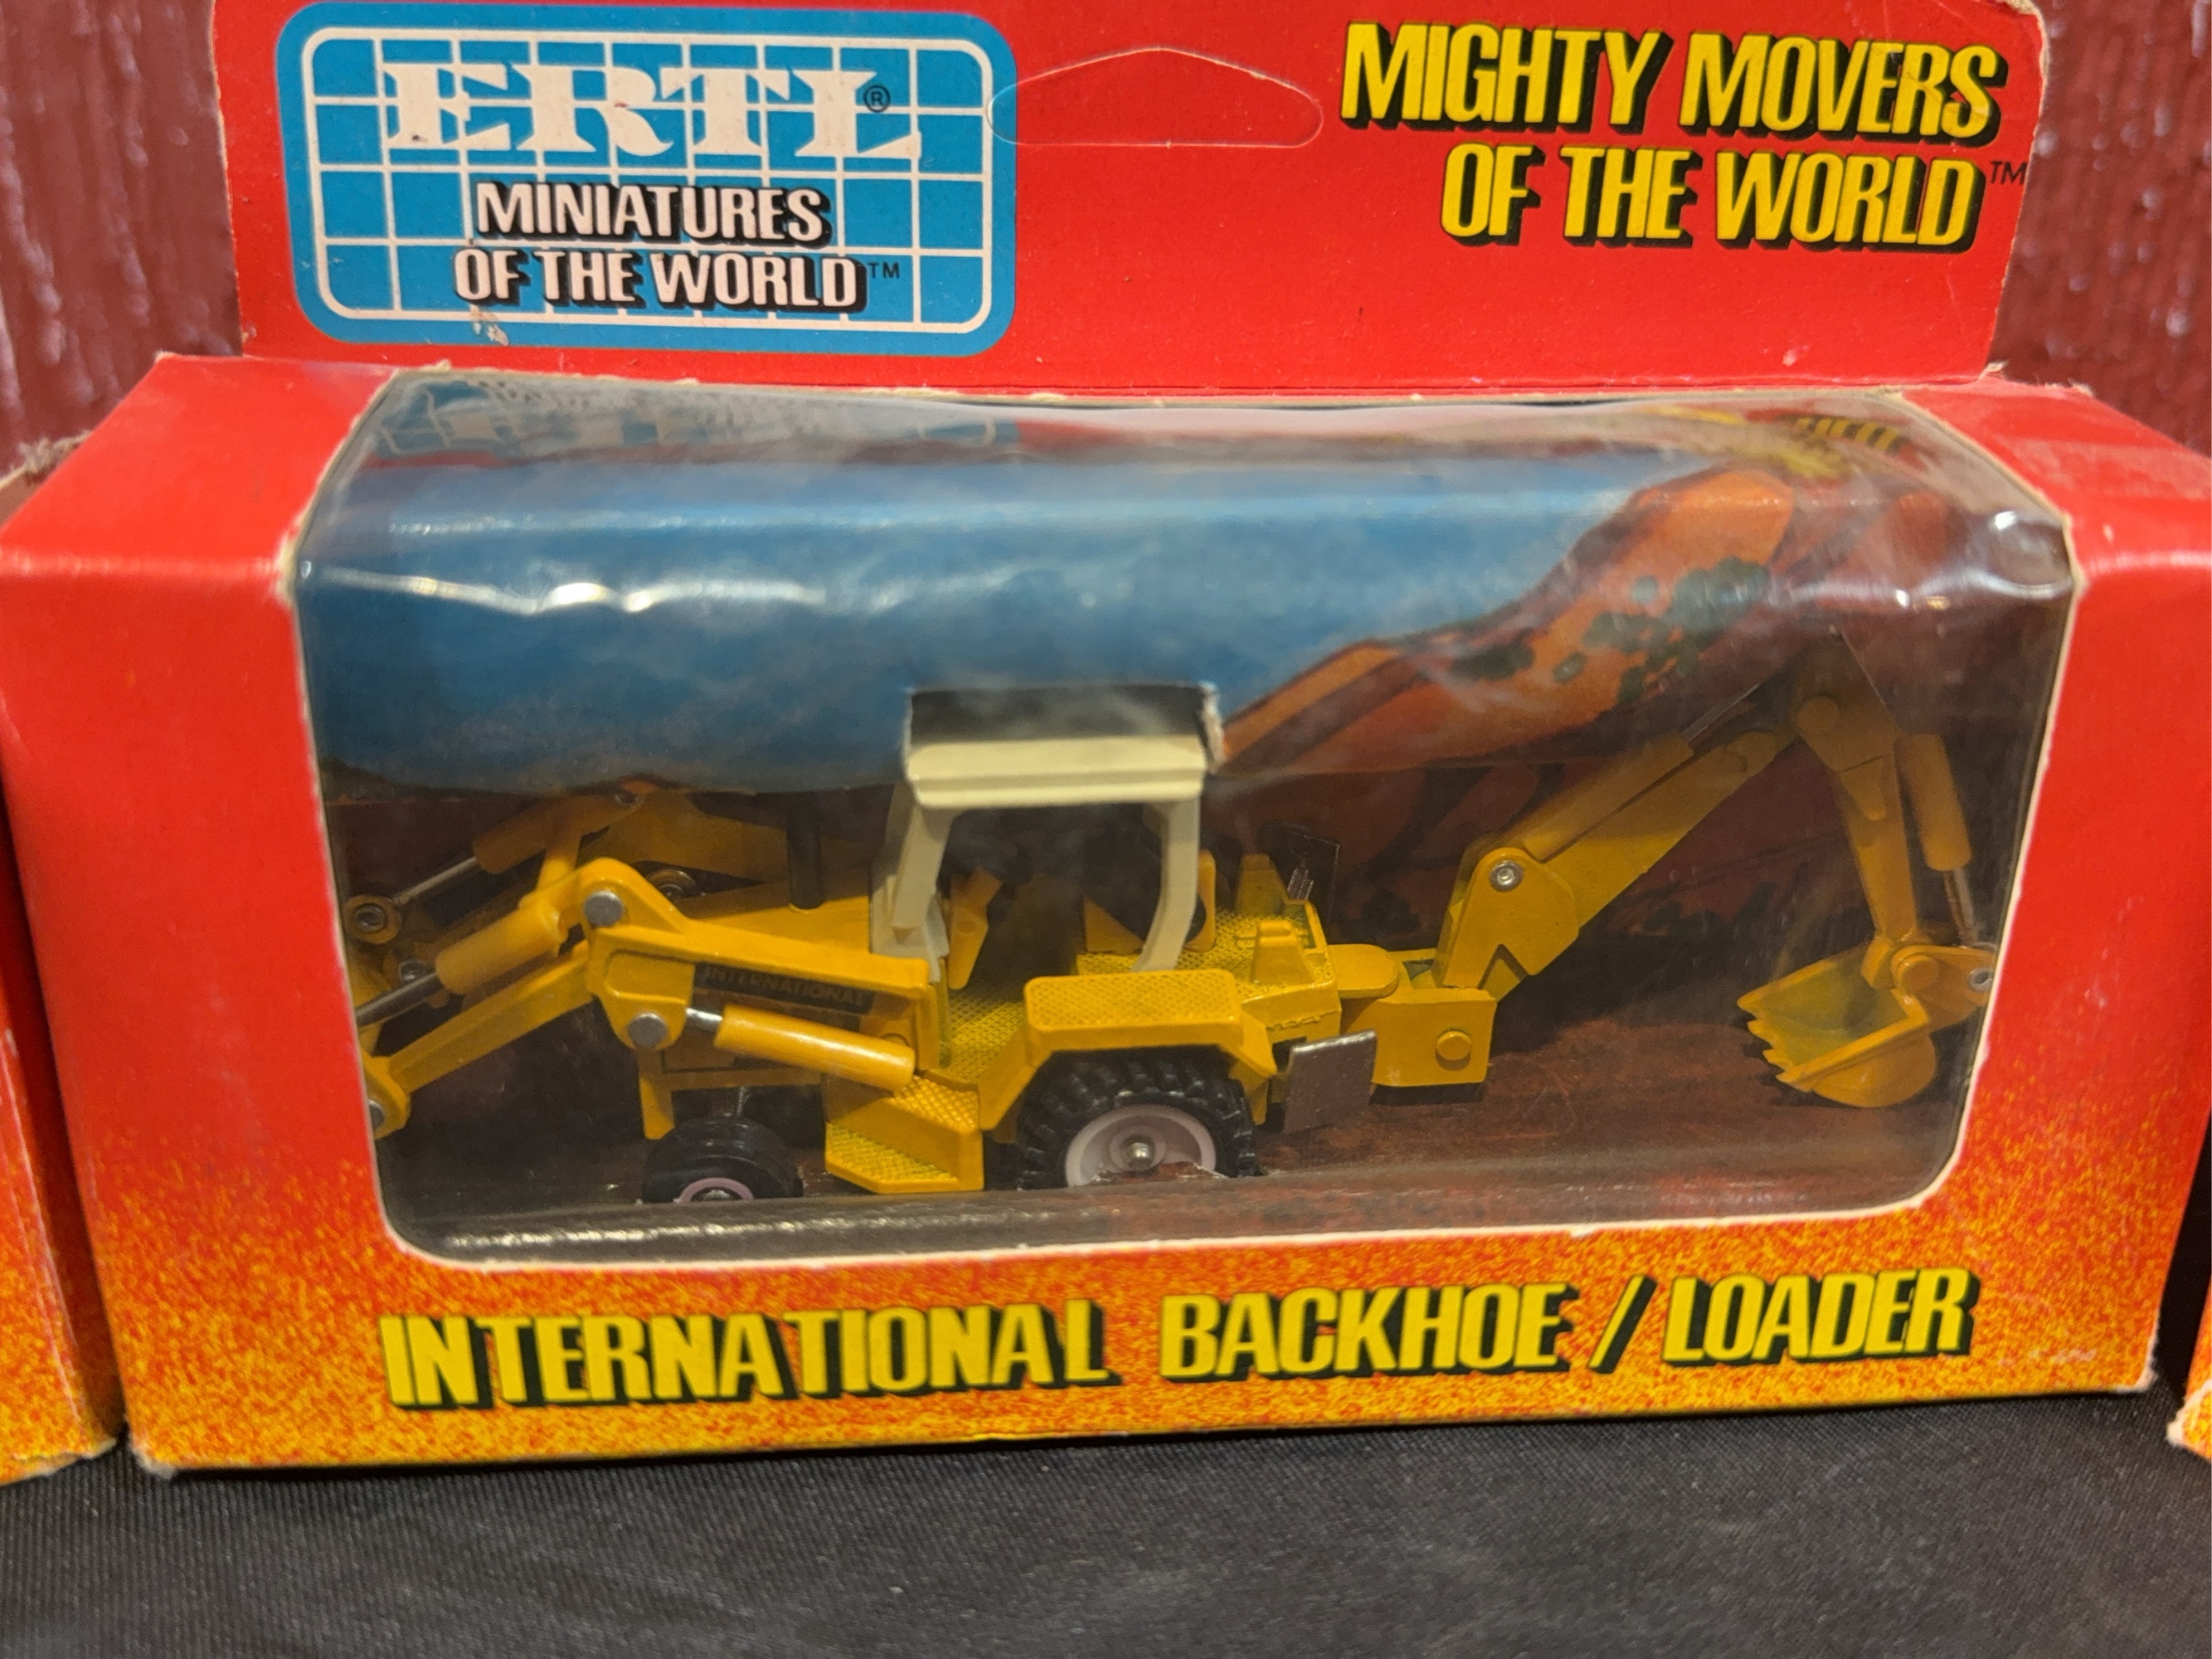 ERTL®
MINIATURES
OF THE WORLD™
MIGHTY MOVERS
OF THE WORLD™
INTERNATIONAL
INTERNATIONAL BACKHOE / LOADER